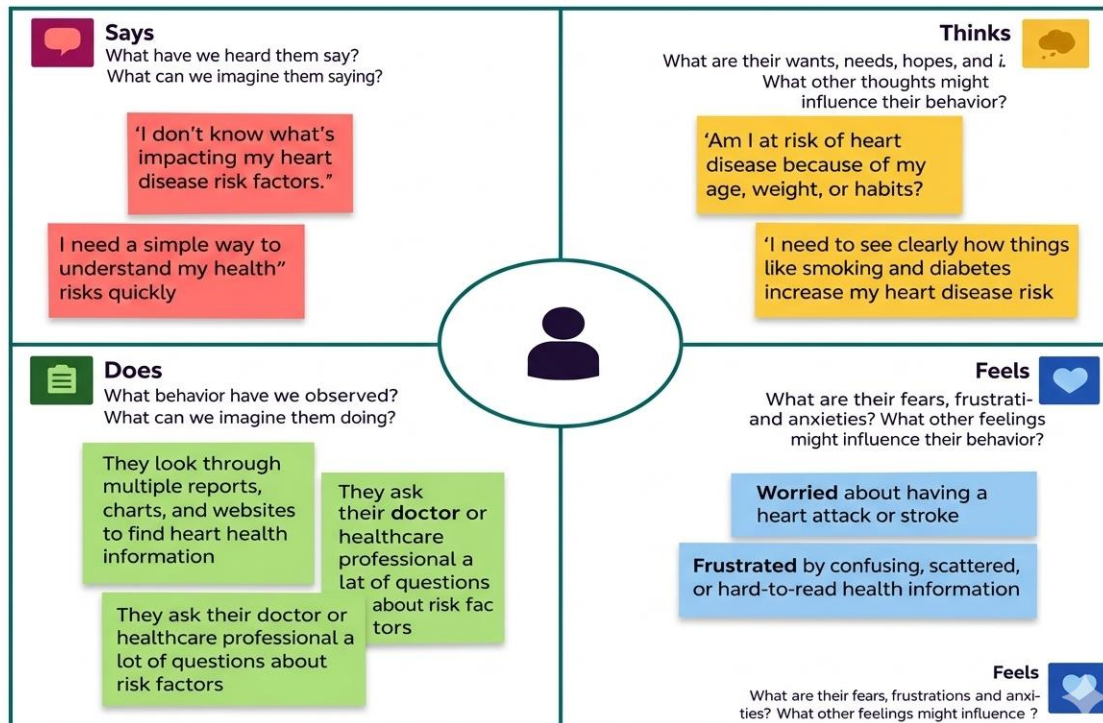 Says
What have we heard them say?
What can we imagine them saying?
'I don't know what's
impacting my heart
disease risk factors."
I need a simple way to
understand my health"
risks quickly
Thinks
What are their wants, needs, hopes, and i.
What other thoughts might
influence their behavior?
'Am I at risk of heart
disease because of my
age, weight, or habits?
'I need to see clearly how things
like smoking and diabetes
increase my heart disease risk
Does
What behavior have we observed?
What can we imagine them doing?
They look through
multiple reports,
charts, and websites
to find heart health
information
They ask
their doctor or
healthcare
professional a
lat of questions
about risk fac
tors
They ask their doctor or
healthcare professional a
lot of questions about
risk factors
Feels
What are their fears, frustrati-
and anxieties? What other feelings
might influence their behavior?
Worried about having a
heart attack or stroke
Frustrated by confusing, scattered,
or hard-to-read health information
Feels
What are their fears, frustrations and anxi-
ties? What other feelings might influence ?